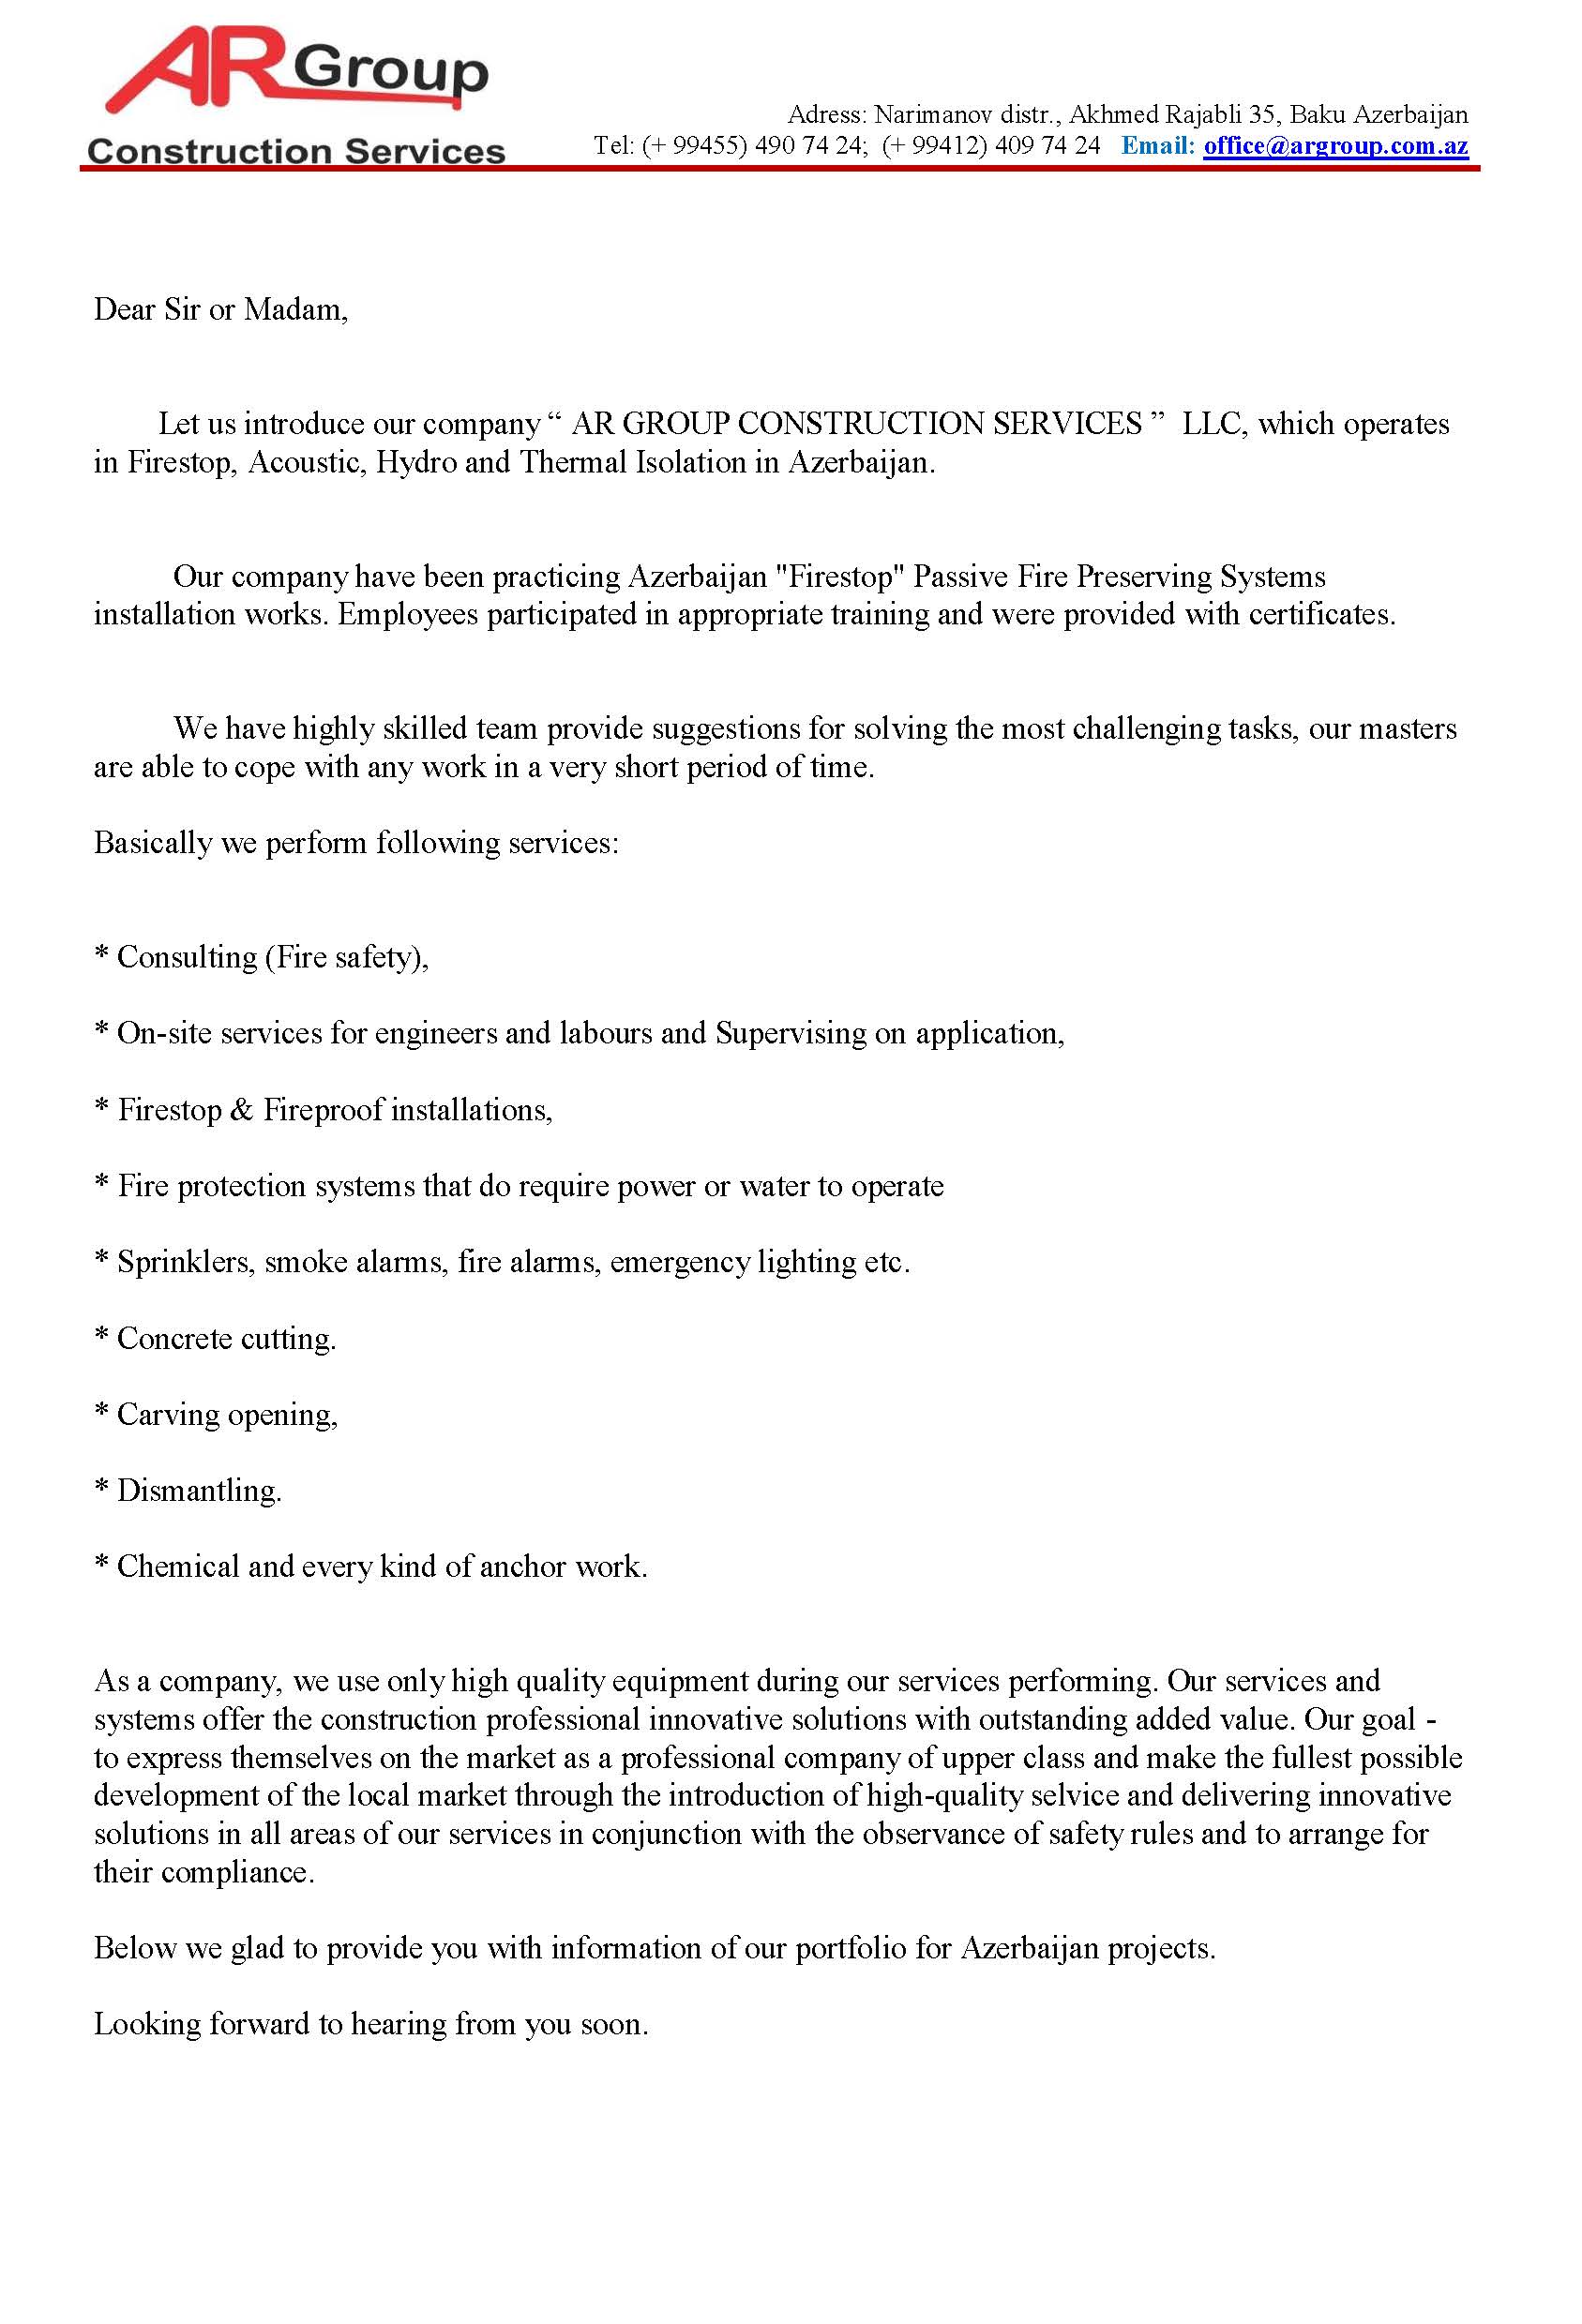 AR Group
Construction Services
Adress: Narimanov distr., Akhmed Rajabli 35, Baku Azerbaijan
Tel: (+ 99455) 490 74 24;  (+ 99412) 409 74 24   Email: office@argroup.com.az
Dear Sir or Madam,
Let us introduce our company “ AR GROUP CONSTRUCTION SERVICES ”  LLC, which operates
in Firestop, Acoustic, Hydro and Thermal Isolation in Azerbaijan.
Our company have been practicing Azerbaijan "Firestop" Passive Fire Preserving Systems
installation works. Employees participated in appropriate training and were provided with certificates.
We have highly skilled team provide suggestions for solving the most challenging tasks, our masters
are able to cope with any work in a very short period of time.
Basically we perform following services:
* Consulting (Fire safety),
* On-site services for engineers and labours and Supervising on application,
* Firestop & Fireproof installations,
* Fire protection systems that do require power or water to operate
* Sprinklers, smoke alarms, fire alarms, emergency lighting etc.
* Concrete cutting.
* Carving opening,
* Dismantling.
* Chemical and every kind of anchor work.
As a company, we use only high quality equipment during our services performing. Our services and
systems offer the construction professional innovative solutions with outstanding added value. Our goal -
to express themselves on the market as a professional company of upper class and make the fullest possible
development of the local market through the introduction of high-quality selvice and delivering innovative
solutions in all areas of our services in conjunction with the observance of safety rules and to arrange for
their compliance.
Below we glad to provide you with information of our portfolio for Azerbaijan projects.
Looking forward to hearing from you soon.